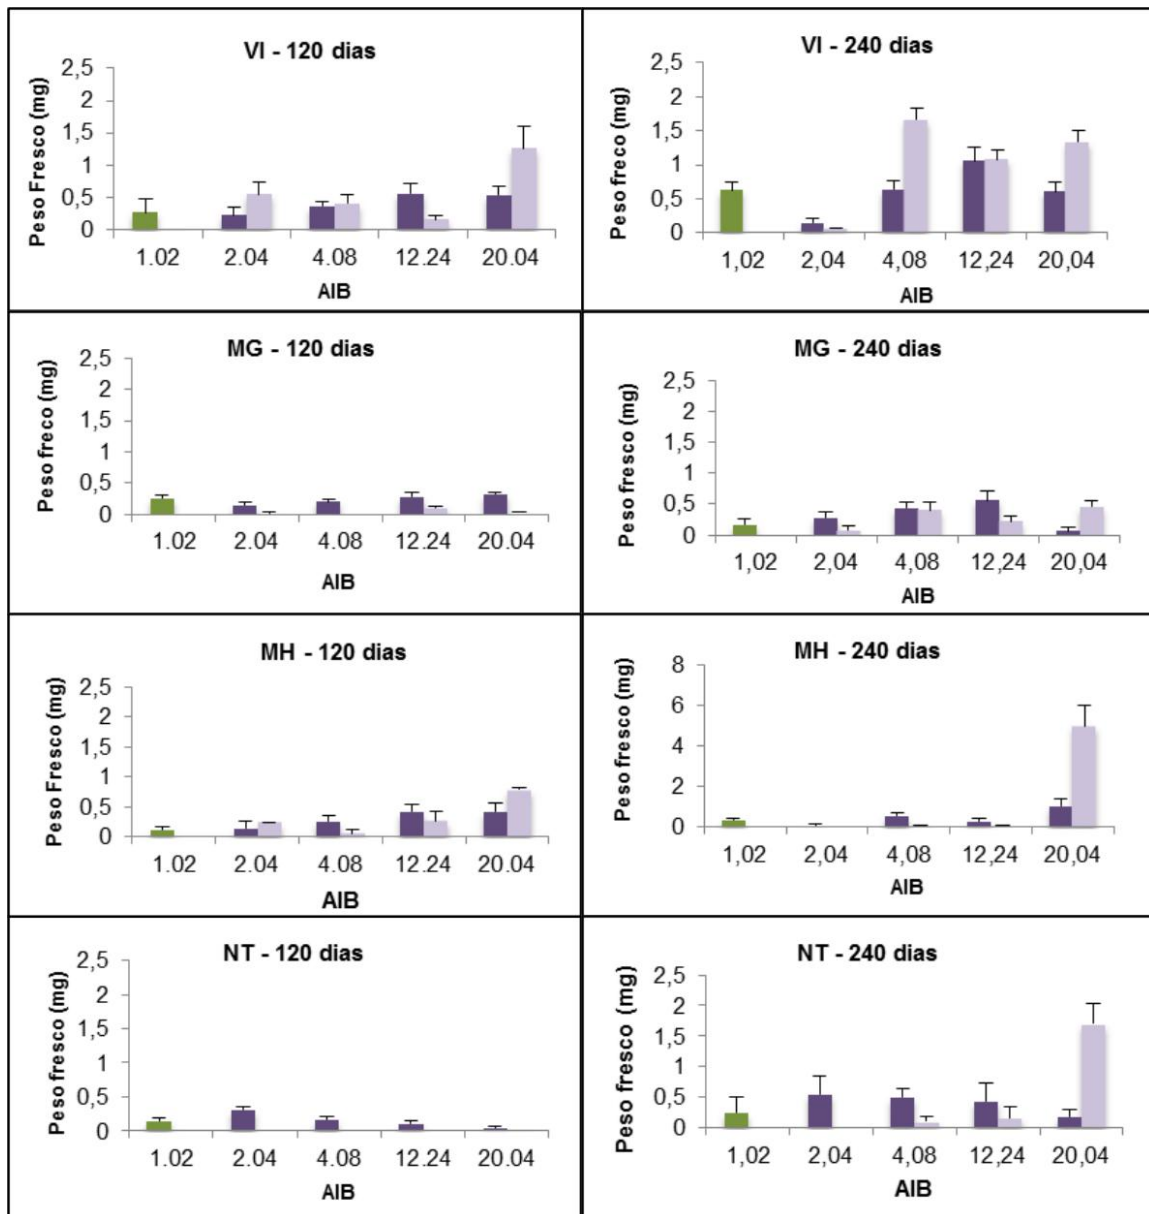 VI - 120 dias
Peso Fresco (mg)
2,5
2
1,5
1
0,5
0
1.02 2.04 4.08 12.24 20.04
AIB
VI - 240 dias
Peso freco (mg)
2,5
2
1,5
1
0,5
0
1,02 2,04 4,08 12,24 20,04
AIB
MG - 120 dias
Peso freco (mg)
2,5
2
1,5
1
0,5
0
1.02 2.04 4.08 12.24 20.04
AIB
MG - 240 dias
Peso fresco (mg)
2,5
2
1,5
1
0,5
0
1,02 2,04 4,08 12,24 20,04
AIB
MH - 120 dias
Peso Fresco (mg)
2,5
2
1,5
1
0,5
0
1.02 2.04 4.08 12.24 20.04
AIB
MH - 240 dias
Peso fresco (mg)
8
6
4
2
0
1,02 2,04 4,08 12,24 20,04
AIB
NT - 120 dias
Peso fresco (mg)
2,5
2
1,5
1
0,5
0
1.02 2.04 4.08 12.24 20.04
AIB
NT - 240 dias
Peso fresco (mg)
2,5
2
1,5
1
0,5
0
1,02 2,04 4,08 12,24 20,04
AIB